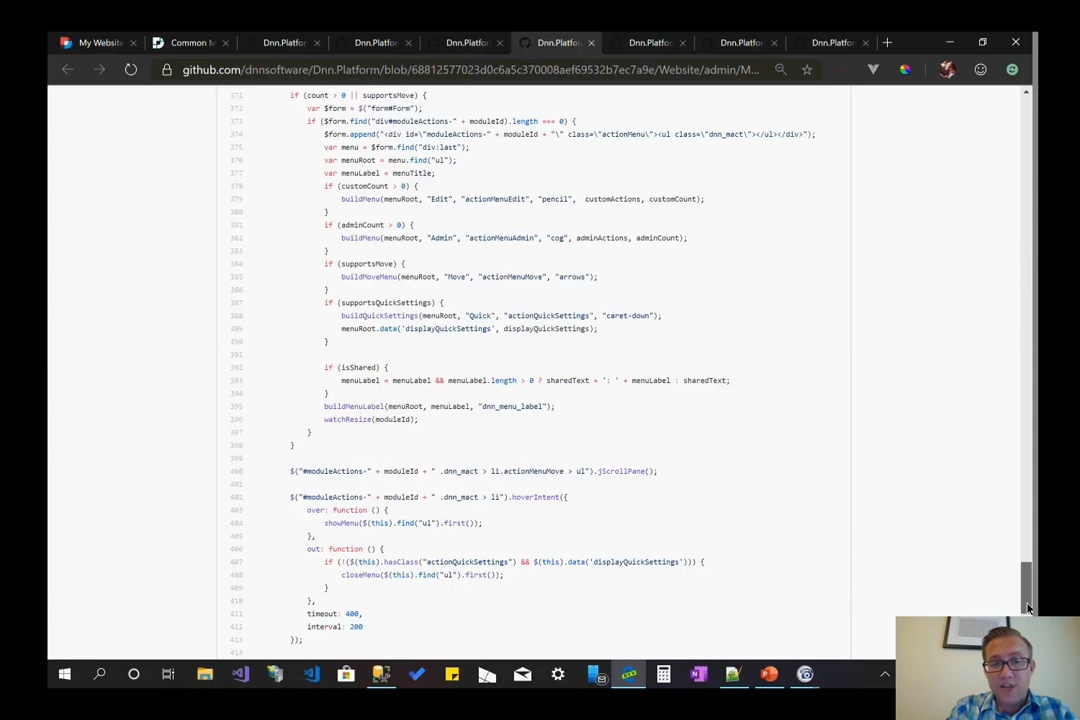 My Website
Common M
Dnn.Platfor
Dnn.Platfor
Dnn.Platfor
Dnn.Platfor
Dnn.Platfor
Dnn.Platfor
Dnn.Platfor
github.com/dnnsoftware/Dnn.Platform/blob/68812577023d0c6a5c370008aef69532b7ec7a9e/Website/admin/M...
371 if (count > 0 || supportsMove) {
372 var $form = $("form#Form");
373 if ($form.find("div#moduleActions-" + moduleId).length === 0) {
374 $form.append("<div id=\"moduleActions-" + moduleId + "\" class=\"actionMenu\"><ul class=\"dnn_mact\"></ul></div>");
375 var menu = $form.find("div:last");
376 var menuRoot = menu.find("ul");
377 var menuLabel = menuTitle;
378 if (customCount > 0) {
379 buildMenu(menuRoot, "Edit", "actionMenuEdit", "pencil", customActions, customCount);
380 }
381 if (adminCount > 0) {
382 buildMenu(menuRoot, "Admin", "actionMenuAdmin", "cog", adminActions, adminCount);
383 }
384 if (supportsMove) {
385 buildMoveMenu(menuRoot, "Move", "actionMenuMove", "arrows");
386 }
387 if (supportsQuickSettings) {
388 buildQuickSettings(menuRoot, "Quick", "actionQuickSettings", "caret-down");
389 menuRoot.data('displayQuickSettings', displayQuickSettings);
390 }
391
392 if (isShared) {
393 menuLabel = menuLabel && menuLabel.length > 0 ? sharedText + ': ' + menuLabel : sharedText;
394 }
395 buildMenuLabel(menuRoot, menuLabel, "dnn_menu_label");
396 watchResize(moduleId);
397 }
398 }
399
400 $("#moduleActions-" + moduleId + " .dnn_mact > li.actionMenuMove > ul").jScrollPane();
401
402 $("#moduleActions-" + moduleId + " .dnn_mact > li").hoverIntent({
403 over: function () {
404 showMenu($(this).find("ul").first());
405 },
406 out: function () {
407 if (!($(this).hasClass("actionQuickSettings") && $(this).data('displayQuickSettings'))) {
408 closeMenu($(this).find("ul").first());
409 }
410 },
411 timeout: 400,
412 interval: 200
413 });
414